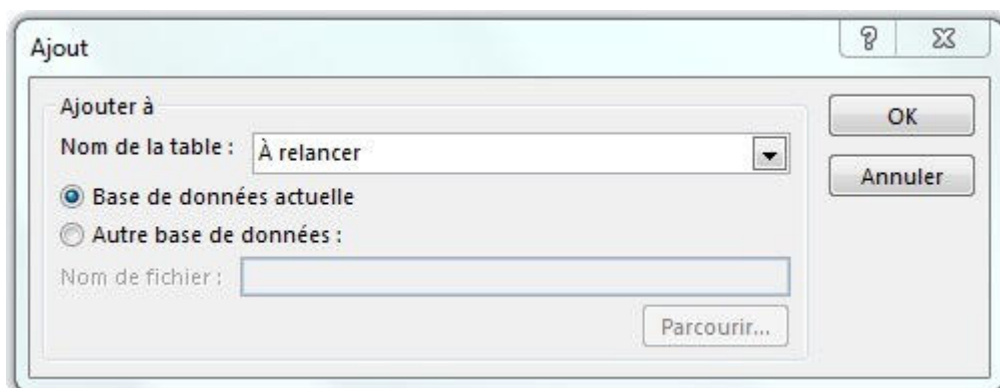 Ajout
Ajouter à
Nom de la table : À relancer
Base de données actuelle
Autre base de données :
Nom de fichier :
Parcourir...
OK
Annuler